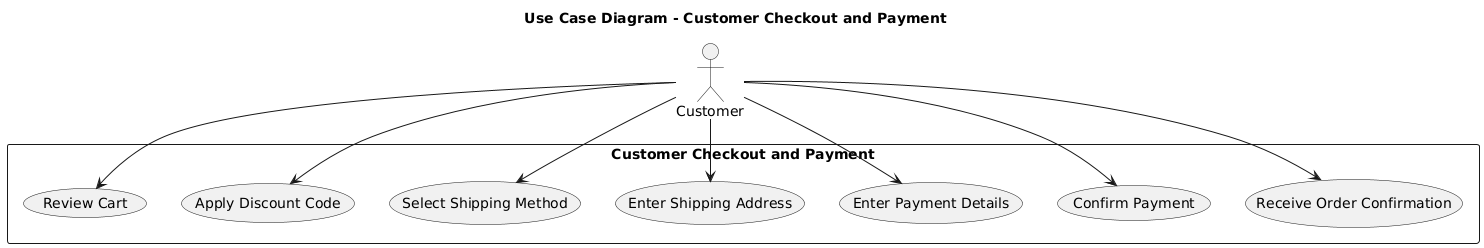 Use Case Diagram - Customer Checkout and Payment
Customer
Customer Checkout and Payment
Review Cart
Apply Discount Code
Select Shipping Method
Enter Shipping Address
Enter Payment Details
Confirm Payment
Receive Order Confirmation